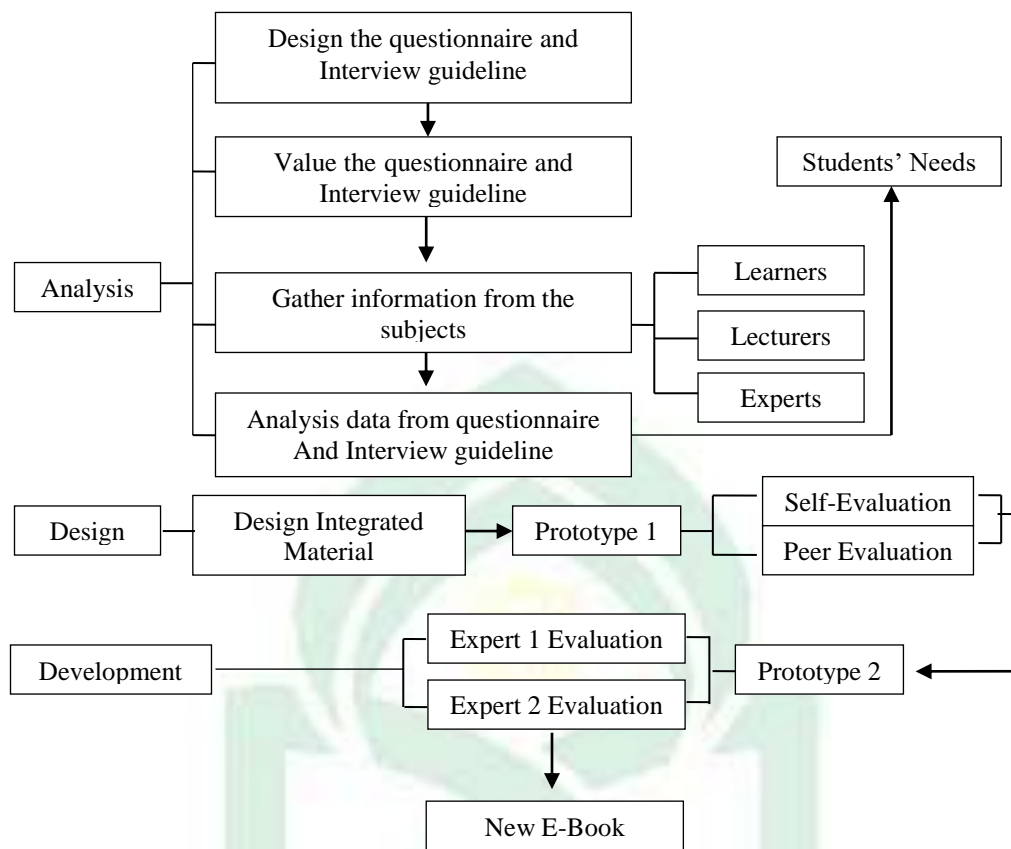 Design the questionnaire and
Interview guideline
Value the questionnaire and
Interview guideline
Students’ Needs
Analysis
Gather information from the
subjects
Learners
Lecturers
Experts
Analysis data from questionnaire
And Interview guideline
Design
Design Integrated
Material
Prototype 1
Self-Evaluation
Peer Evaluation
Development
Expert 1 Evaluation
Expert 2 Evaluation
Prototype 2
New E-Book